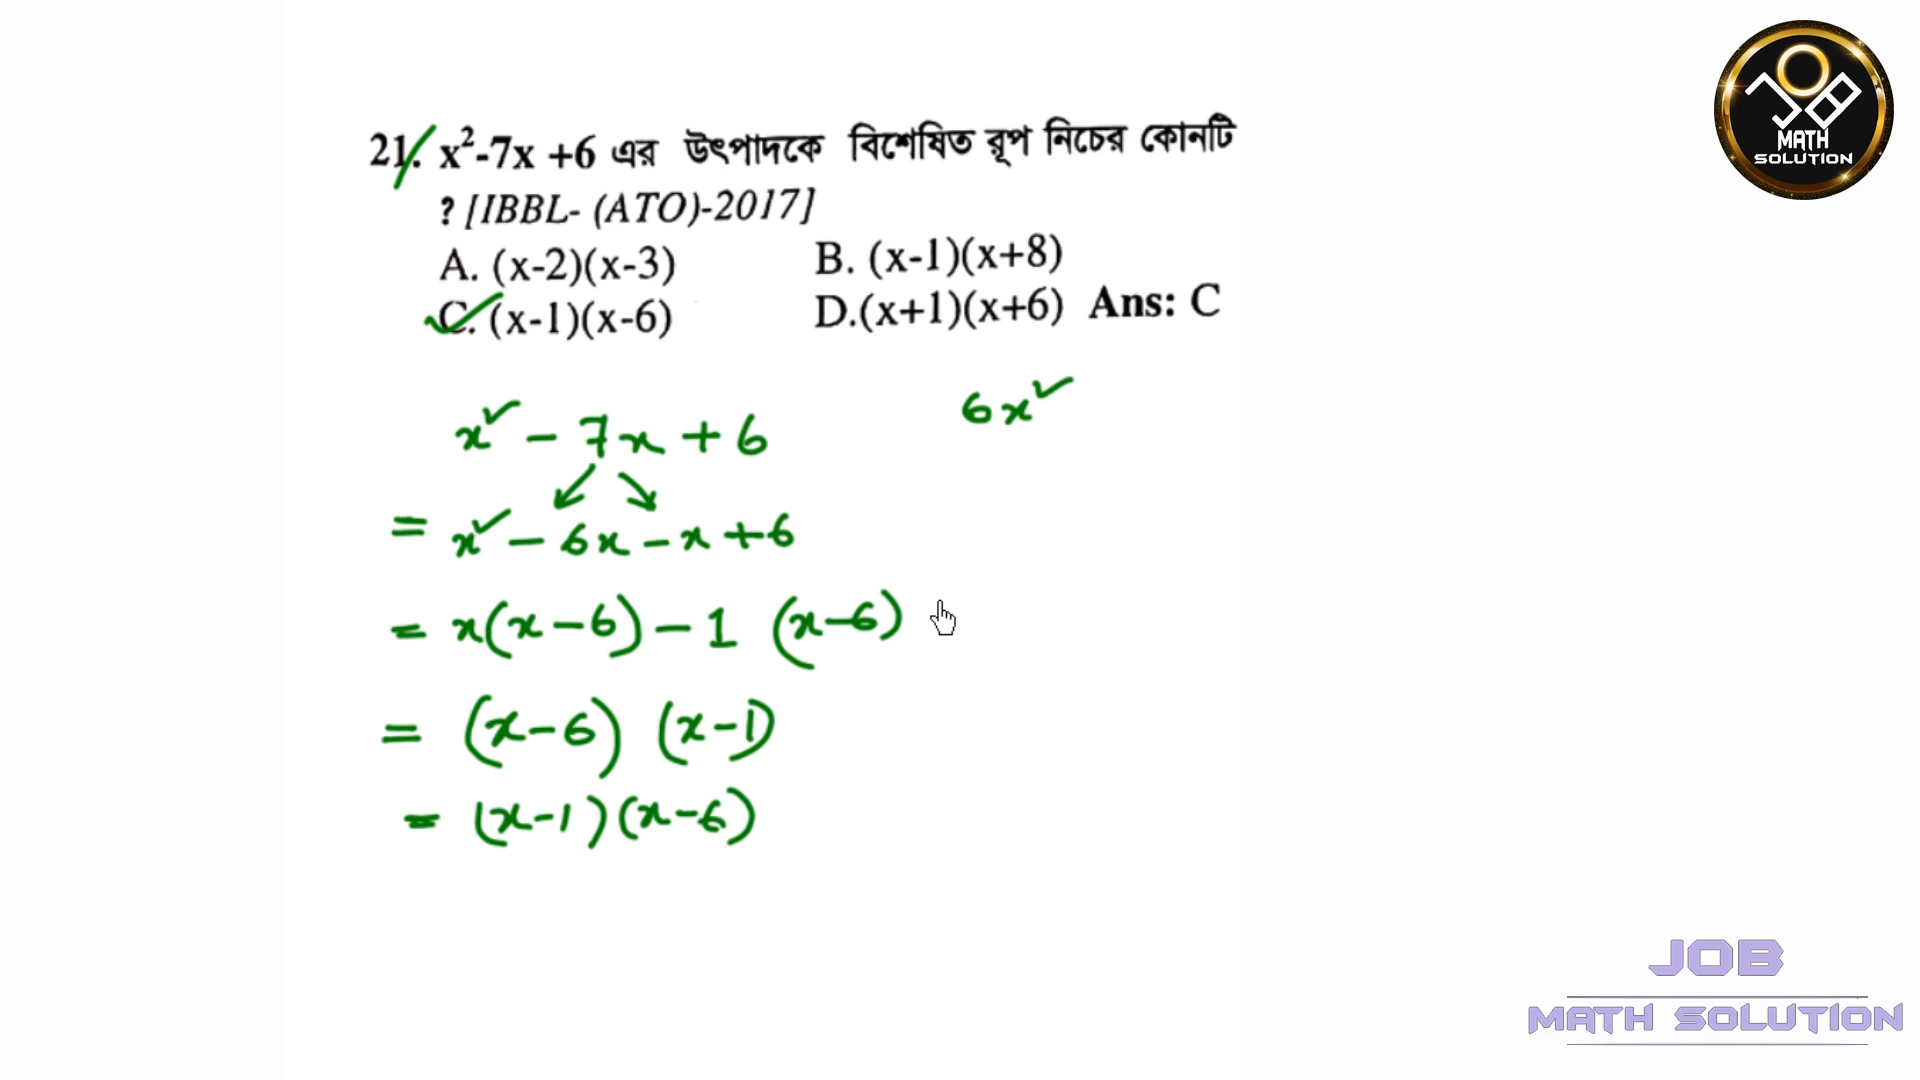 21. x²-7x +6 এর উৎপাদকে বিশেষিত রূপ নিচের কোনটি
? [IBBL- (ATO)-2017]
A. (x-2)(x-3) B. (x-1)(x+8)
C. (x-1)(x-6) D.(x+1)(x+6) Ans: C
6x²
x² - 7x + 6
= x² - 6x - x + 6
= x(x-6) - 1 (x-6)
= (x-6) (x-1)
= (x-1)(x-6)
JOB
MATH
SOLUTION
JOB
MATH SOLUTION